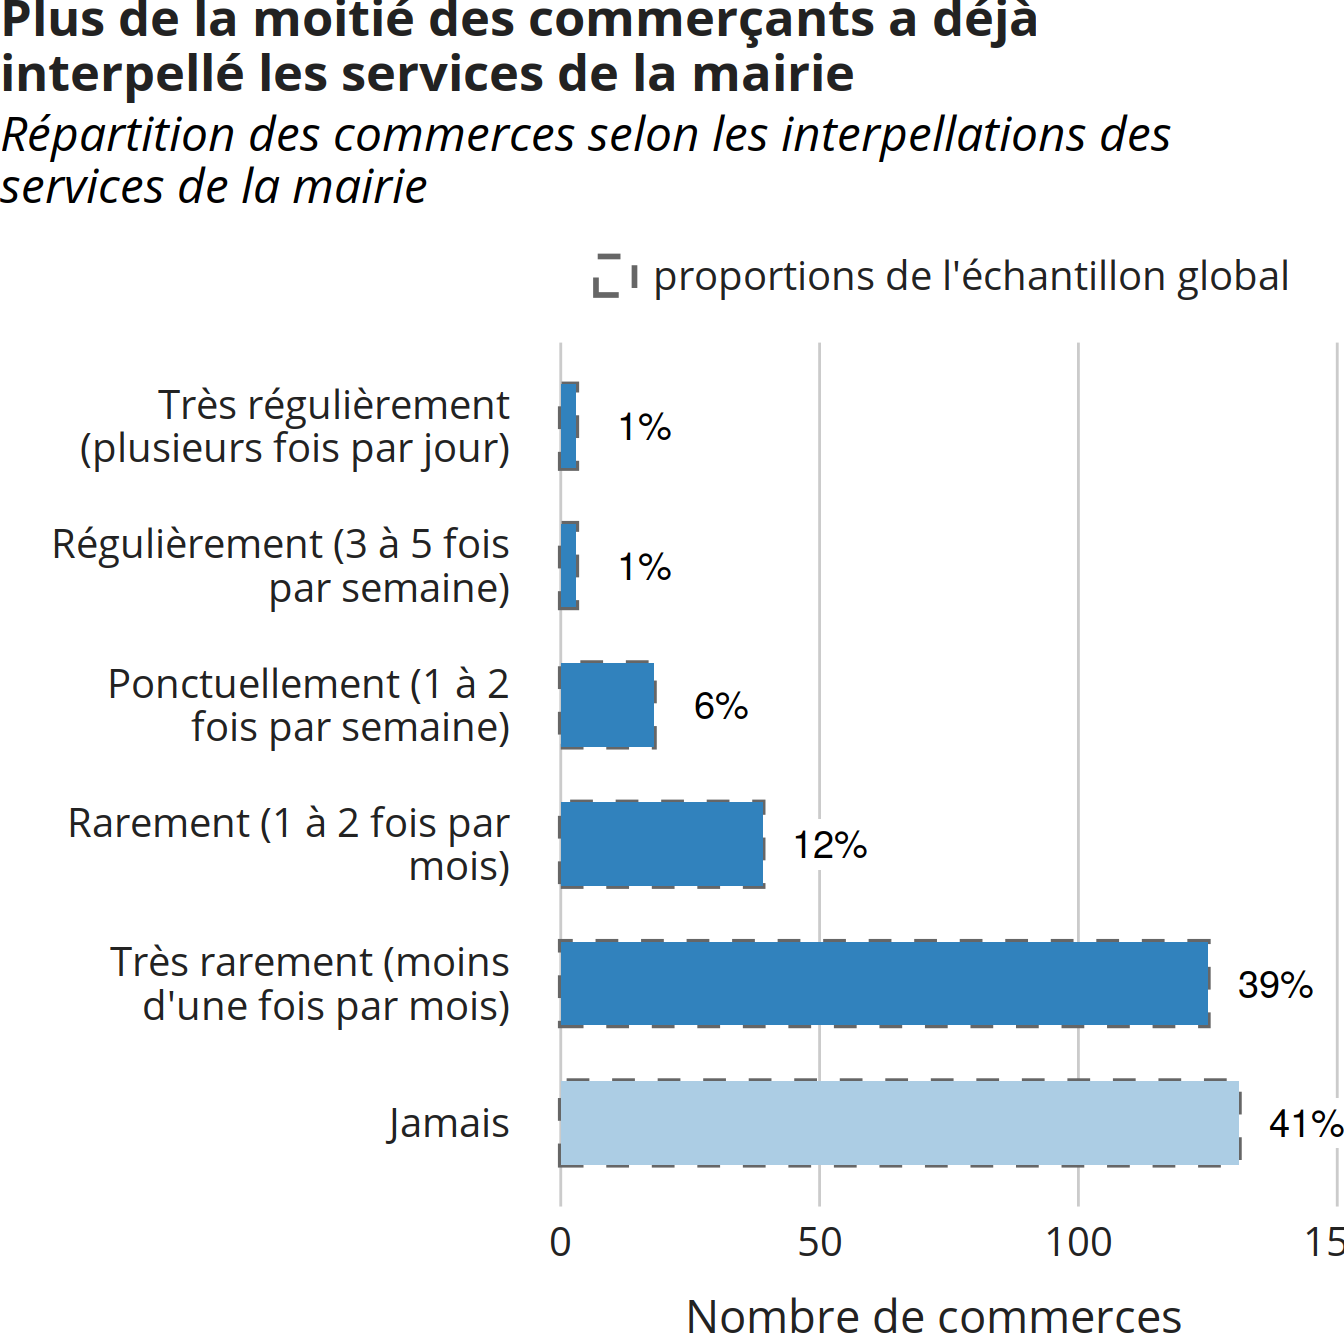 Plus de la moitié des commerçants a déjà
interpellé les services de la mairie
Répartition des commerces selon les interpellations des
services de la mairie
proportions de l'échantillon global
Très régulièrement
(plusieurs fois par jour)
1%
Régulièrement (3 à 5 fois
par semaine)
1%
Ponctuellement (1 à 2
fois par semaine)
6%
Rarement (1 à 2 fois par
mois)
12%
Très rarement (moins
d'une fois par mois)
39%
Jamais
41%
0 50 100 15
Nombre de commerces